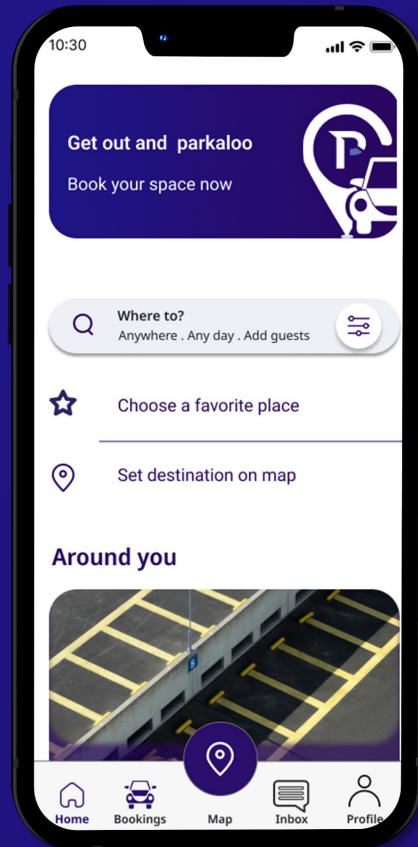 10:30
Get out and parkaloo
Book your space now
P
Where to?
Anywhere . Any day . Add guests
Choose a favorite place
Set destination on map
Around you
S
Home Bookings Map Inbox Profile